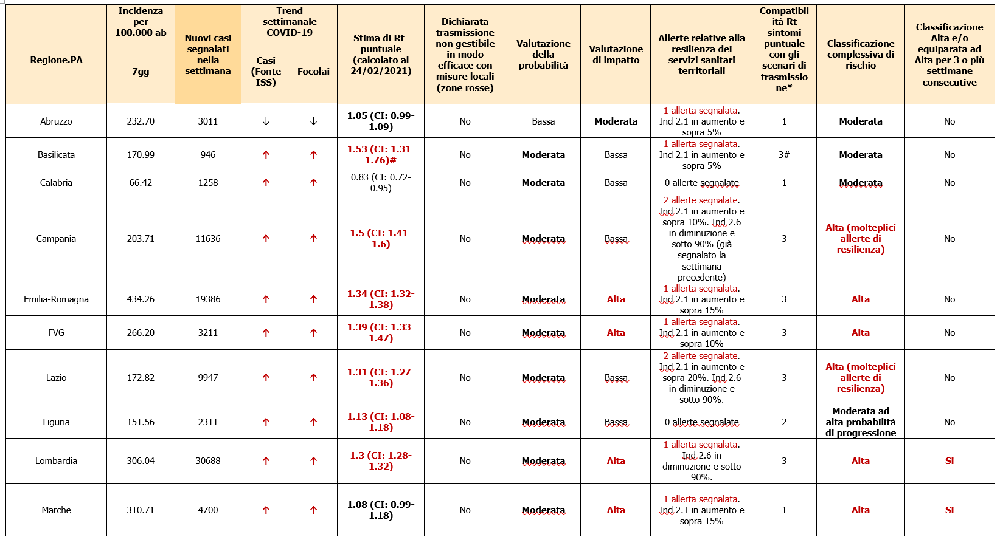 Regione.PA
Incidenza
per
100.000 ab
7gg
Nuovi casi
segnalati
nella
settimana
Trend
settimanale
COVID-19
Casi
(Fonte
ISS)
Focolai
Stima di Rt-
puntuale
(calcolato al
24/02/2021)
Dichiarata
trasmissione
non gestibile
in modo
efficace con
misure locali
(zone rosse)
Valutazione
della
probabilità
Valutazione
di impatto
Allerte relative alla
resilienza dei
servizi sanitari
territoriali
Compatibil
ità Rt
sintomi
puntuale
con gli
scenari di
trasmissio
ne*
Classificazione
complessiva di
rischio
Classificazione
Alta e/o
equiparata ad
Alta per 3 o più
settimane
consecutive
Abruzzo
232.70
3011
↓
↓
1.05 (CI: 0.99-
1.09)
No
Bassa
Moderata
1 allerta segnalata.
Ind 2.1 in aumento e
sopra 5%
1
Moderata
No
Basilicata
170.99
946
↑
↑
1.53 (CI: 1.31-
1.76)#
No
Moderata
Bassa
1 allerta segnalata.
Ind 2.1 in aumento e
sopra 5%
3#
Moderata
No
Calabria
66.42
1258
↑
↑
0.83 (CI: 0.72-
0.95)
No
Moderata
Bassa
0 allerte segnalate
1
Moderata
No
Campania
203.71
11636
↑
↑
1.5 (CI: 1.41-
1.6)
No
Moderata
Bassa
2 allerte segnalate.
Ind 2.1 in aumento e
sopra 10%. Ind 2.6
in diminuzione e
sotto 90% (già
segnalato la
settimana
precedente)
3
Alta (molteplici
allerte di
resilienza)
No
Emilia-Romagna
434.26
19386
↑
↑
1.34 (CI: 1.32-
1.38)
No
Moderata
Alta
1 allerta segnalata.
Ind 2.1 in aumento e
sopra 15%
3
Alta
No
FVG
266.20
3211
↑
↑
1.39 (CI: 1.33-
1.47)
No
Moderata
Alta
1 allerta segnalata.
Ind 2.1 in aumento e
sopra 10%
3
Alta
No
Lazio
172.82
9947
↑
↑
1.31 (CI: 1.27-
1.36)
No
Moderata
Bassa
2 allerte segnalate.
Ind 2.1 in aumento e
sopra 20%. Ind 2.6
in diminuzione e
sotto 90%.
3
Alta (molteplici
allerte di
resilienza)
No
Liguria
151.56
2311
↑
↑
1.13 (CI: 1.08-
1.18)
No
Moderata
Bassa
0 allerte segnalate
2
Moderata ad
alta probabilità
di progressione
No
Lombardia
306.04
30688
↑
↑
1.3 (CI: 1.28-
1.32)
No
Moderata
Alta
1 allerta segnalata.
Ind 2.6 in
diminuzione e sotto
90%.
3
Alta
Si
Marche
310.71
4700
↑
↑
1.08 (CI: 0.99-
1.18)
No
Moderata
Alta
1 allerta segnalata.
Ind 2.1 in aumento e
sopra 15%
1
Alta
Si